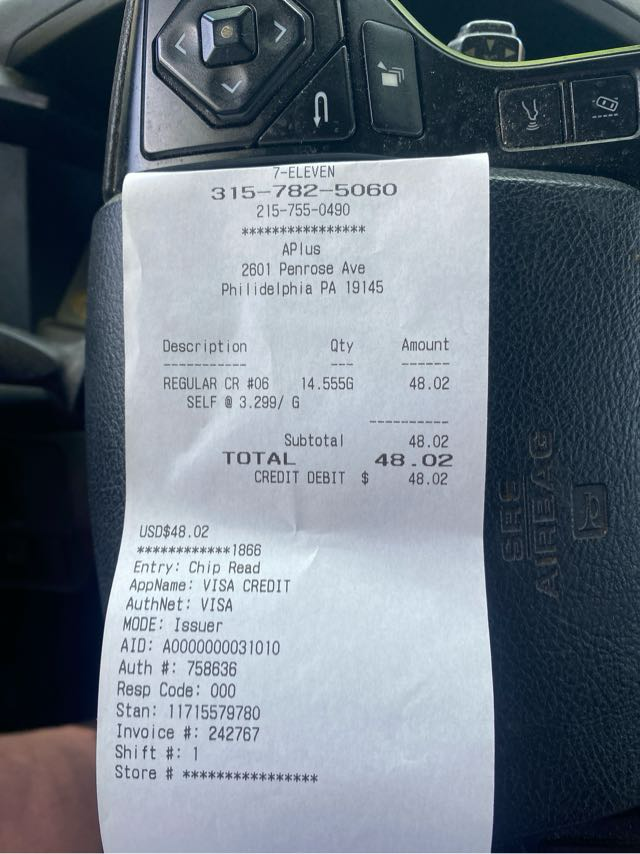 7-ELEVEN
315-782-5060
215-755-0490
****************
APlus
2601 Penrose Ave
Philidelphia PA 19145
Description Qty Amount
----------- --- ------
REGULAR CR #06 14.555G 48.02
SELF @ 3.299/ G
----------
Subtotal 48.02
TOTAL 48.02
CREDIT DEBIT $ 48.02
USD$48.02
************1866
Entry: Chip Read
AppName: VISA CREDIT
AuthNet: VISA
MODE: Issuer
AID: A0000000031010
Auth #: 758636
Resp Code: 000
Stan: 11715579780
Invoice #: 242767
Shift #: 1
Store # ****************
SRS
AIRBAG